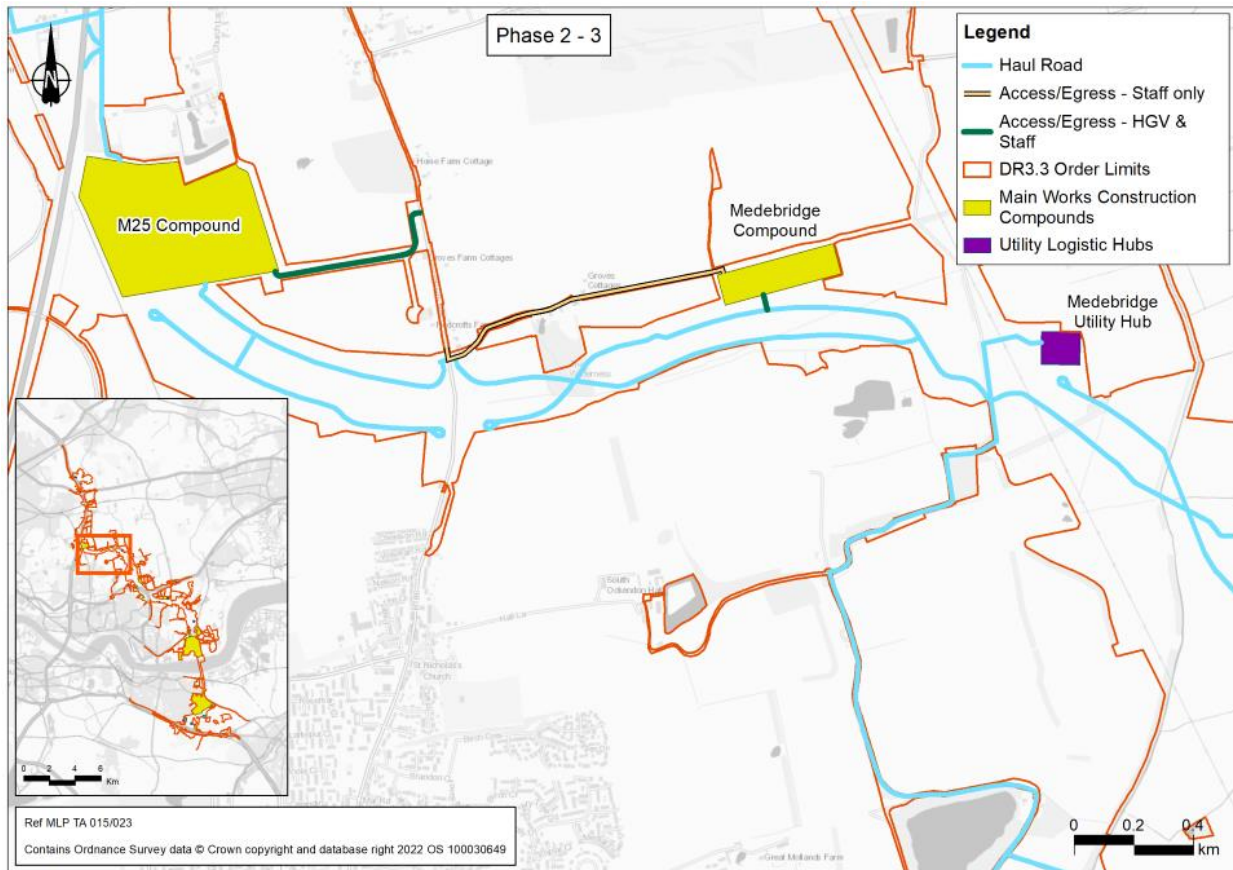 Phase 2 - 3
N
Legend
Haul Road
Access/Egress - Staff only
Access/Egress - HGV &
Staff
DR3.3 Order Limits
Main Works Construction
Compounds
Utility Logistic Hubs
Cottage
M25 Compound
Medebridge
Compound
Farm Cottages
Groves
Cottages
Medebridge
Utility Hub
South
Hall
Hall La
St Nicholas's
Church
Great Mollands Farm
0 2 4 6
Km
Ref MLP TA 015/023
Contains Ordnance Survey data © Crown copyright and database right 2022 OS 100030649
0 0.2 0.4
km